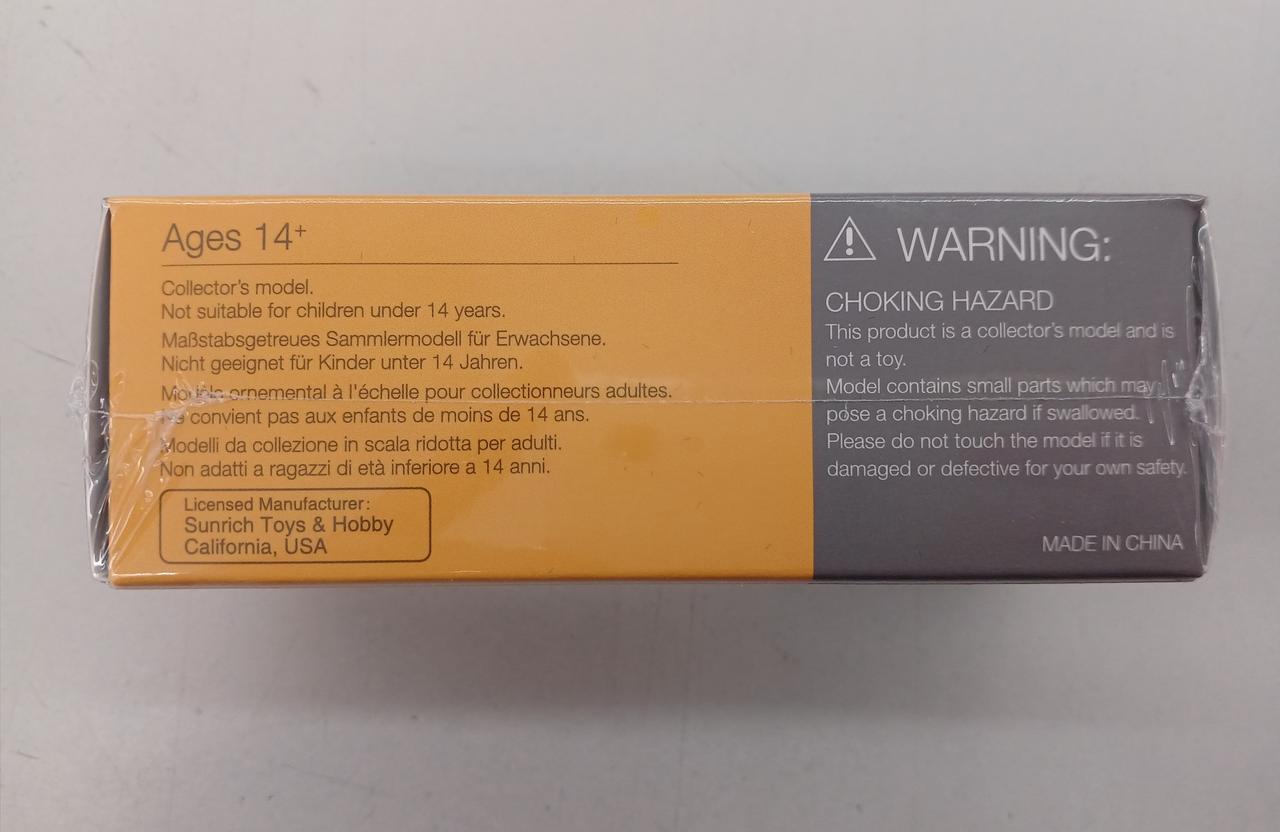 Ages 14+
Collector's model.
Not suitable for children under 14 years.
Maßstabsgetreues Sammlermodell für Erwachsene.
Nicht geeignet für Kinder unter 14 Jahren.
Modèle ornemental à l'échelle pour collectionneurs adultes.
Ne convient pas aux enfants de moins de 14 ans.
Modelli da collezione in scala ridotta per adulti.
Non adatti a ragazzi di età inferiore a 14 anni.
Licensed Manufacturer:
Sunrich Toys & Hobby
California, USA
WARNING:
CHOKING HAZARD
This product is a collector's model and is
not a toy.
Model contains small parts which may
pose a choking hazard if swallowed.
Please do not touch the model if it is
damaged or defective for your own safety.
MADE IN CHINA